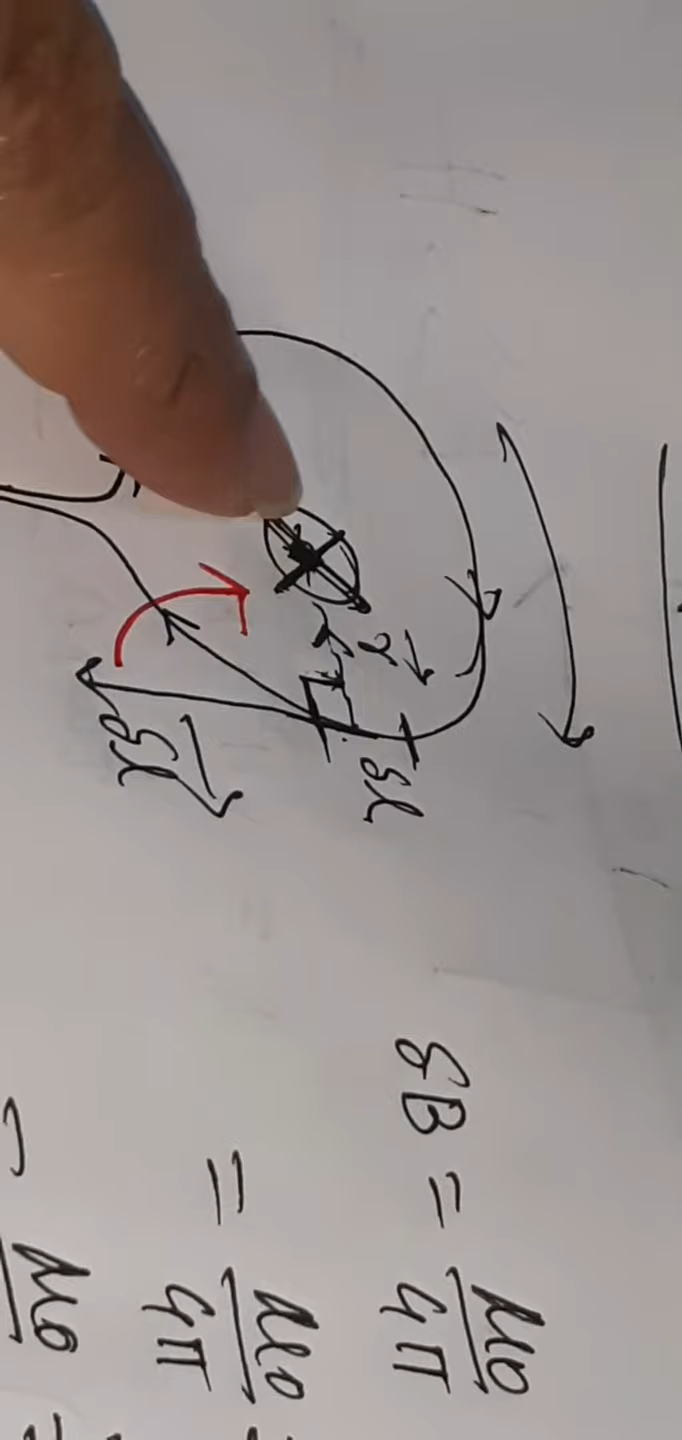 r
δl
δl
δB = μ0 / 4π
= μ0 / 4π
μ0